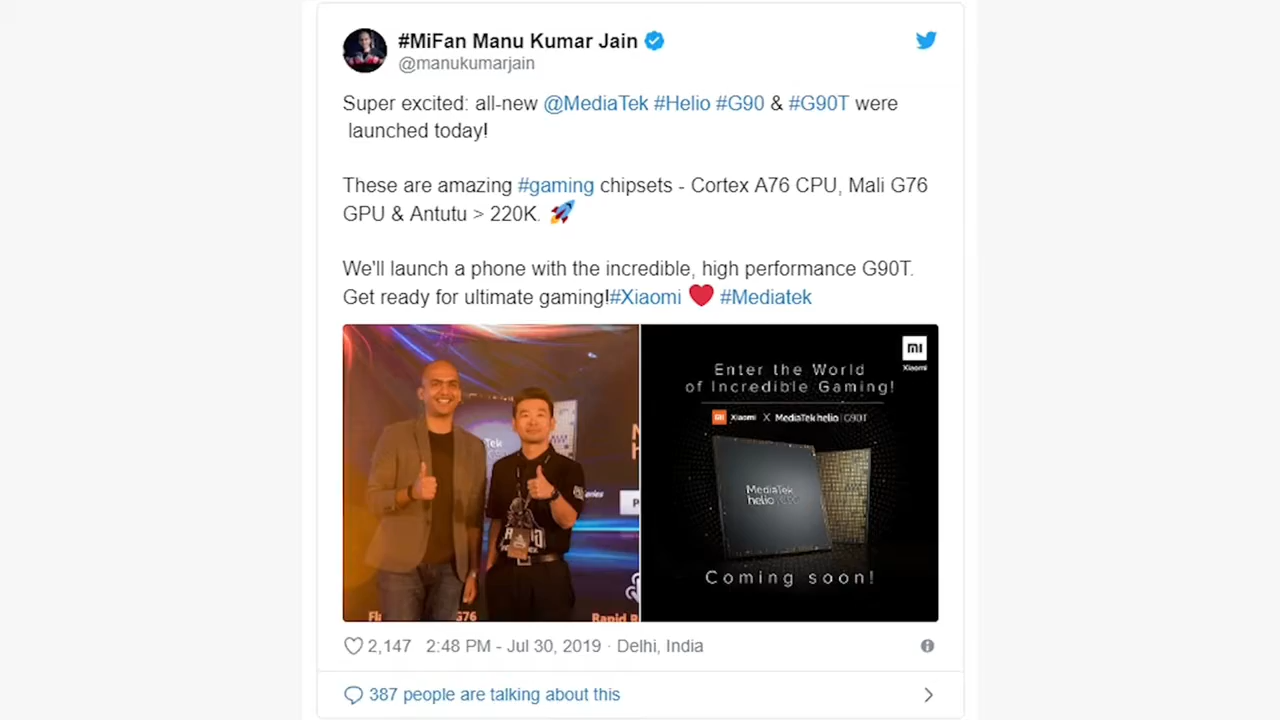 #MiFan Manu Kumar Jain
@manukumarjain
Super excited: all-new @MediaTek #Helio #G90 & #G90T were
launched today!
These are amazing #gaming chipsets - Cortex A76 CPU, Mali G76
GPU & Antutu > 220K. 🚀
We'll launch a phone with the incredible, high performance G90T.
Get ready for ultimate gaming!#Xiaomi ❤️ #Mediatek
mi
Xiaomi
Enter the World
of Incredible Gaming!
mi Xiaomi X MediaTek helio | G90T
MediaTek
helio
Coming soon!
G76
Rapid R
2,147 2:48 PM - Jul 30, 2019 · Delhi, India
387 people are talking about this